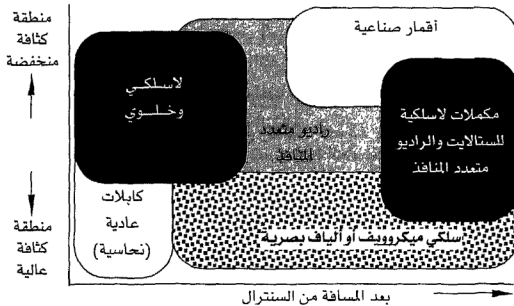 منطقة
كثافة
منخفضة
أقمار صناعية
لاسلكي
وخلوي
راديو متعدد
المنافذ
مكملات لاسلكية
للستالايت والراديو
متعدد المنافذ
كابلات
عادية
(نحاسية)
سلكي ميكروويف أو ألياف بصرية
منطقة
كثافة
عالية
بعد المسافة من السنترال